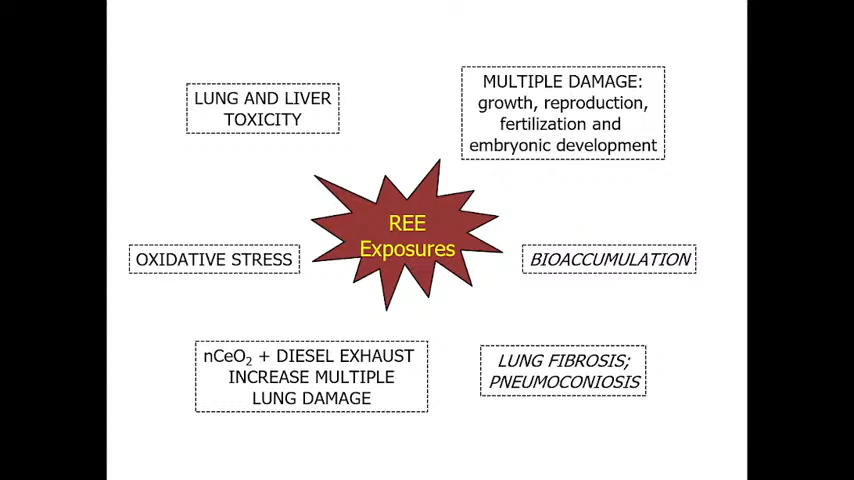 LUNG AND LIVER
TOXICITY
MULTIPLE DAMAGE:
growth, reproduction,
fertilization and
embryonic development
REE
Exposures
OXIDATIVE STRESS
BIOACCUMULATION
nCeO₂ + DIESEL EXHAUST
INCREASE MULTIPLE
LUNG DAMAGE
LUNG FIBROSIS;
PNEUMOCONIOSIS